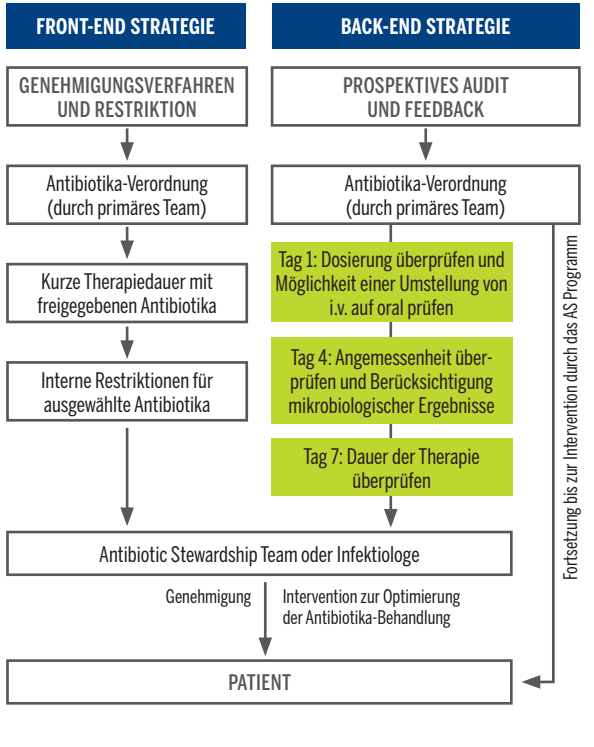 FRONT-END STRATEGIE
GENEHMIGUNGSVERFAHREN
UND RESTRIKTION
Antibiotika-Verordnung
(durch primäres Team)
Kurze Therapiedauer mit
freigegebenen Antibiotika
Interne Restriktionen für
ausgewählte Antibiotika
BACK-END STRATEGIE
PROSPEKTIVES AUDIT
UND FEEDBACK
Antibiotika-Verordnung
(durch primäres Team)
Tag 1: Dosierung überprüfen und
Möglichkeit einer Umstellung von
i.v. auf oral prüfen
Tag 4: Angemessenheit über-
prüfen und Berücksichtigung
mikrobiologischer Ergebnisse
Tag 7: Dauer der Therapie
überprüfen
Fortsetzung bis zur Intervention durch das AS Programm
Antibiotic Stewardship Team oder Infektiologe
Genehmigung
Intervention zur Optimierung
der Antibiotika-Behandlung
PATIENT